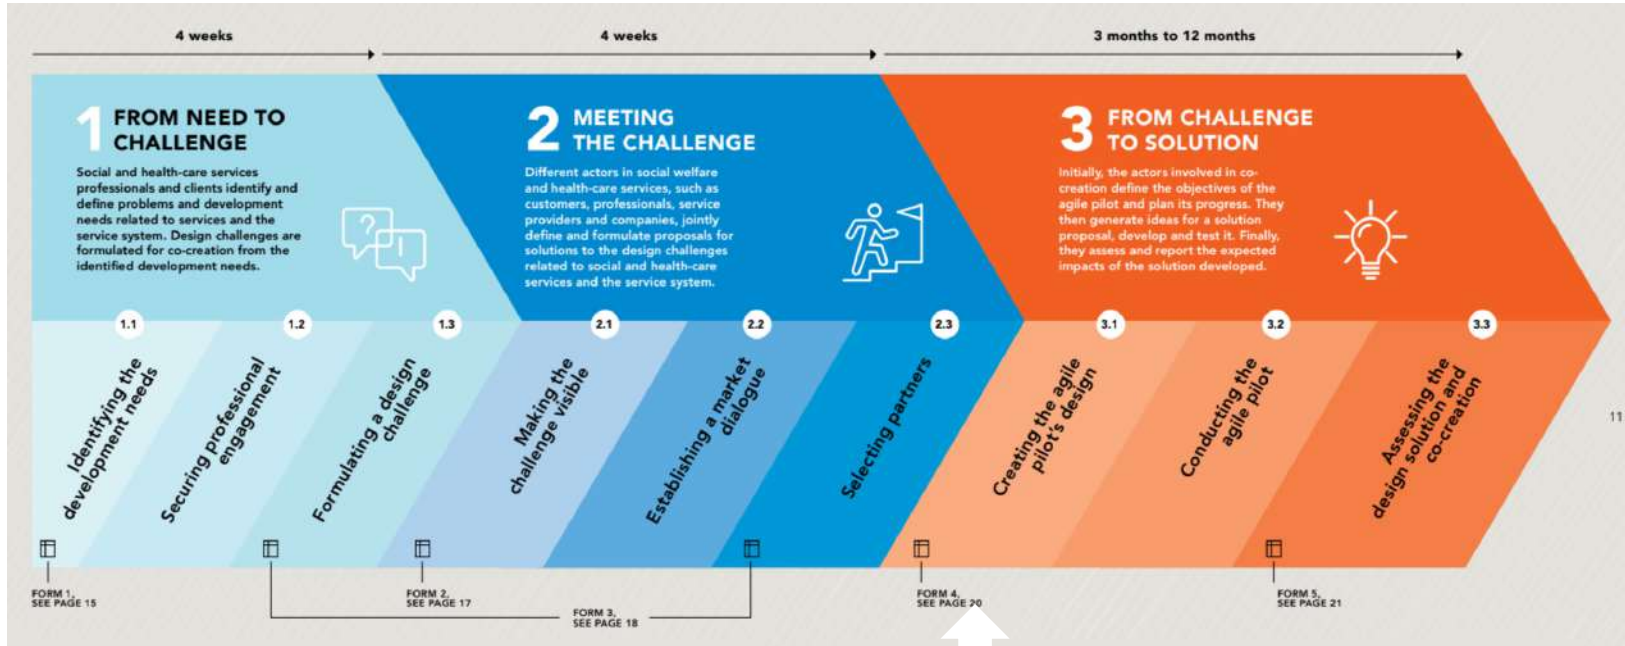 4 weeks
4 weeks
3 months to 12 months
1 FROM NEED TO
CHALLENGE
Social and health-care services
professionals and clients identify and
define problems and development
needs related to services and the
service system. Design challenges are
formulated for co-creation from the
identified development needs.
2 MEETING
THE CHALLENGE
Different actors in social welfare
and health-care services, such as
customers, professionals, service
providers and companies, jointly
define and formulate proposals for
solutions to the design challenges
related to social and health-care
services and the service system.
3 FROM CHALLENGE
TO SOLUTION
Initially, the actors involved in co-
creation define the objectives of the
agile pilot and plan its progress. They
then generate ideas for a solution
proposal, develop and test it. Finally,
they assess and report the expected
impacts of the solution developed.
?
!
1.1
Identifying the
development needs
1.2
Securing professional
engagement
1.3
Formulating a design
challenge
2.1
Making the
challenge visible
2.2
Establishing a market
dialogue
2.3
Selecting partners
3.1
Creating the agile
pilot's design
3.2
Conducting the
agile pilot
3.3
Assessing the
design solution and
co-creation
11
FORM 1,
SEE PAGE 15
FORM 2,
SEE PAGE 17
FORM 3,
SEE PAGE 18
FORM 4,
SEE PAGE 20
FORM 5,
SEE PAGE 21